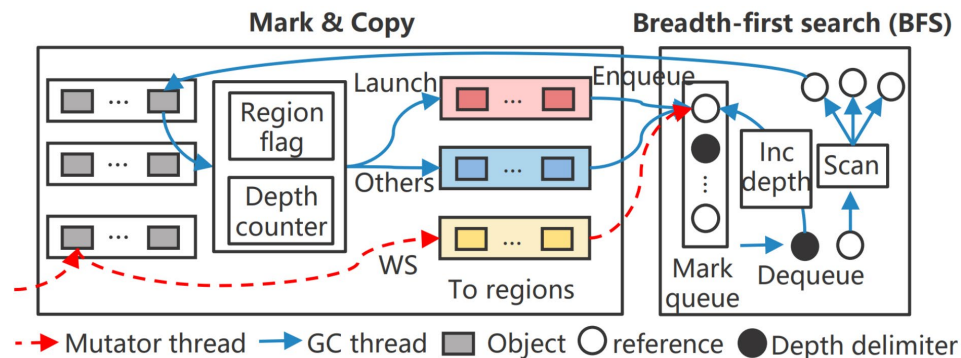 Mark & Copy
Breadth-first search (BFS)
Launch
Enqueue
Region
flag
Depth
counter
Others
WS
To regions
Inc
depth
Scan
Mark
queue
Dequeue
Mutator thread
GC thread
Object
reference
Depth delimiter